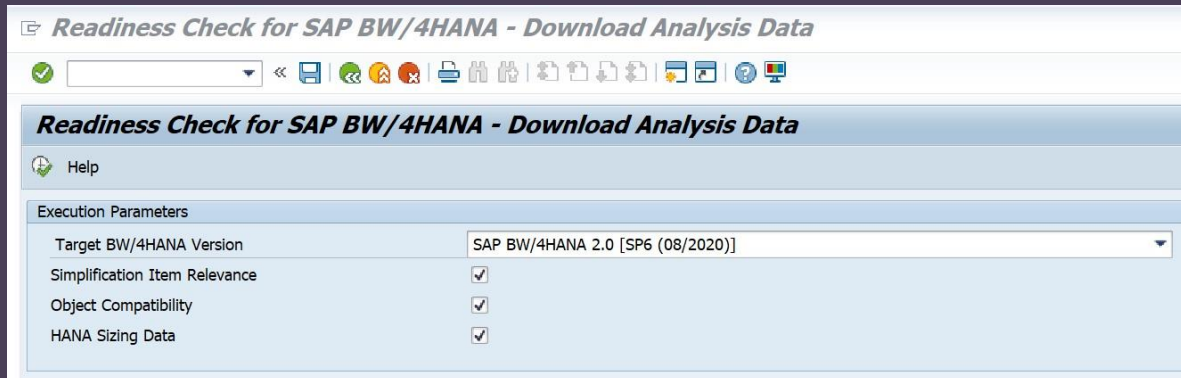 Readiness Check for SAP BW/4HANA - Download Analysis Data
Readiness Check for SAP BW/4HANA - Download Analysis Data
Help
Execution Parameters
Target BW/4HANA Version SAP BW/4HANA 2.0 [SP6 (08/2020)]
Simplification Item Relevance
Object Compatibility
HANA Sizing Data